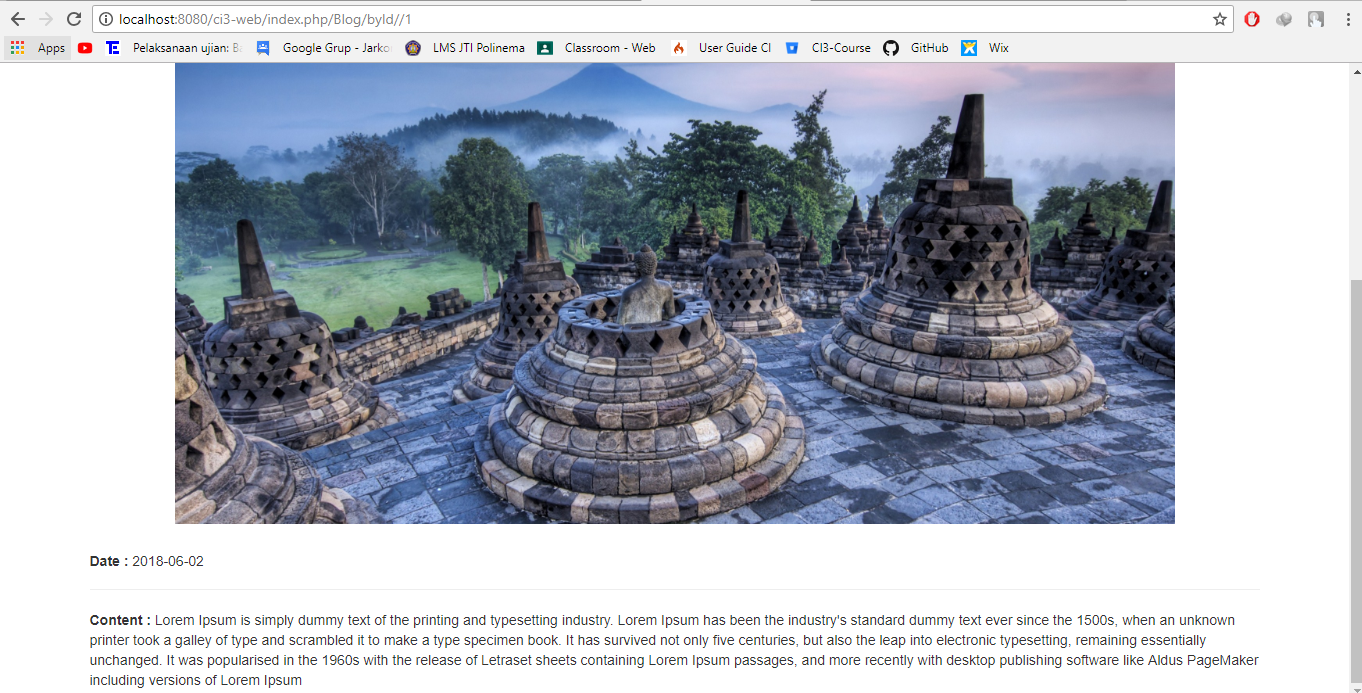 localhost:8080/ci3-web/index.php/Blog/byId//1
Apps Pelaksanaan ujian: Google Grup - Jarko LMS JTI Polinema Classroom - Web User Guide CI CI3-Course GitHub Wix
Date : 2018-06-02
Content : Lorem Ipsum is simply dummy text of the printing and typesetting industry. Lorem Ipsum has been the industry's standard dummy text ever since the 1500s, when an unknown
printer took a galley of type and scrambled it to make a type specimen book. It has survived not only five centuries, but also the leap into electronic typesetting, remaining essentially
unchanged. It was popularised in the 1960s with the release of Letraset sheets containing Lorem Ipsum passages, and more recently with desktop publishing software like Aldus PageMaker
including versions of Lorem Ipsum